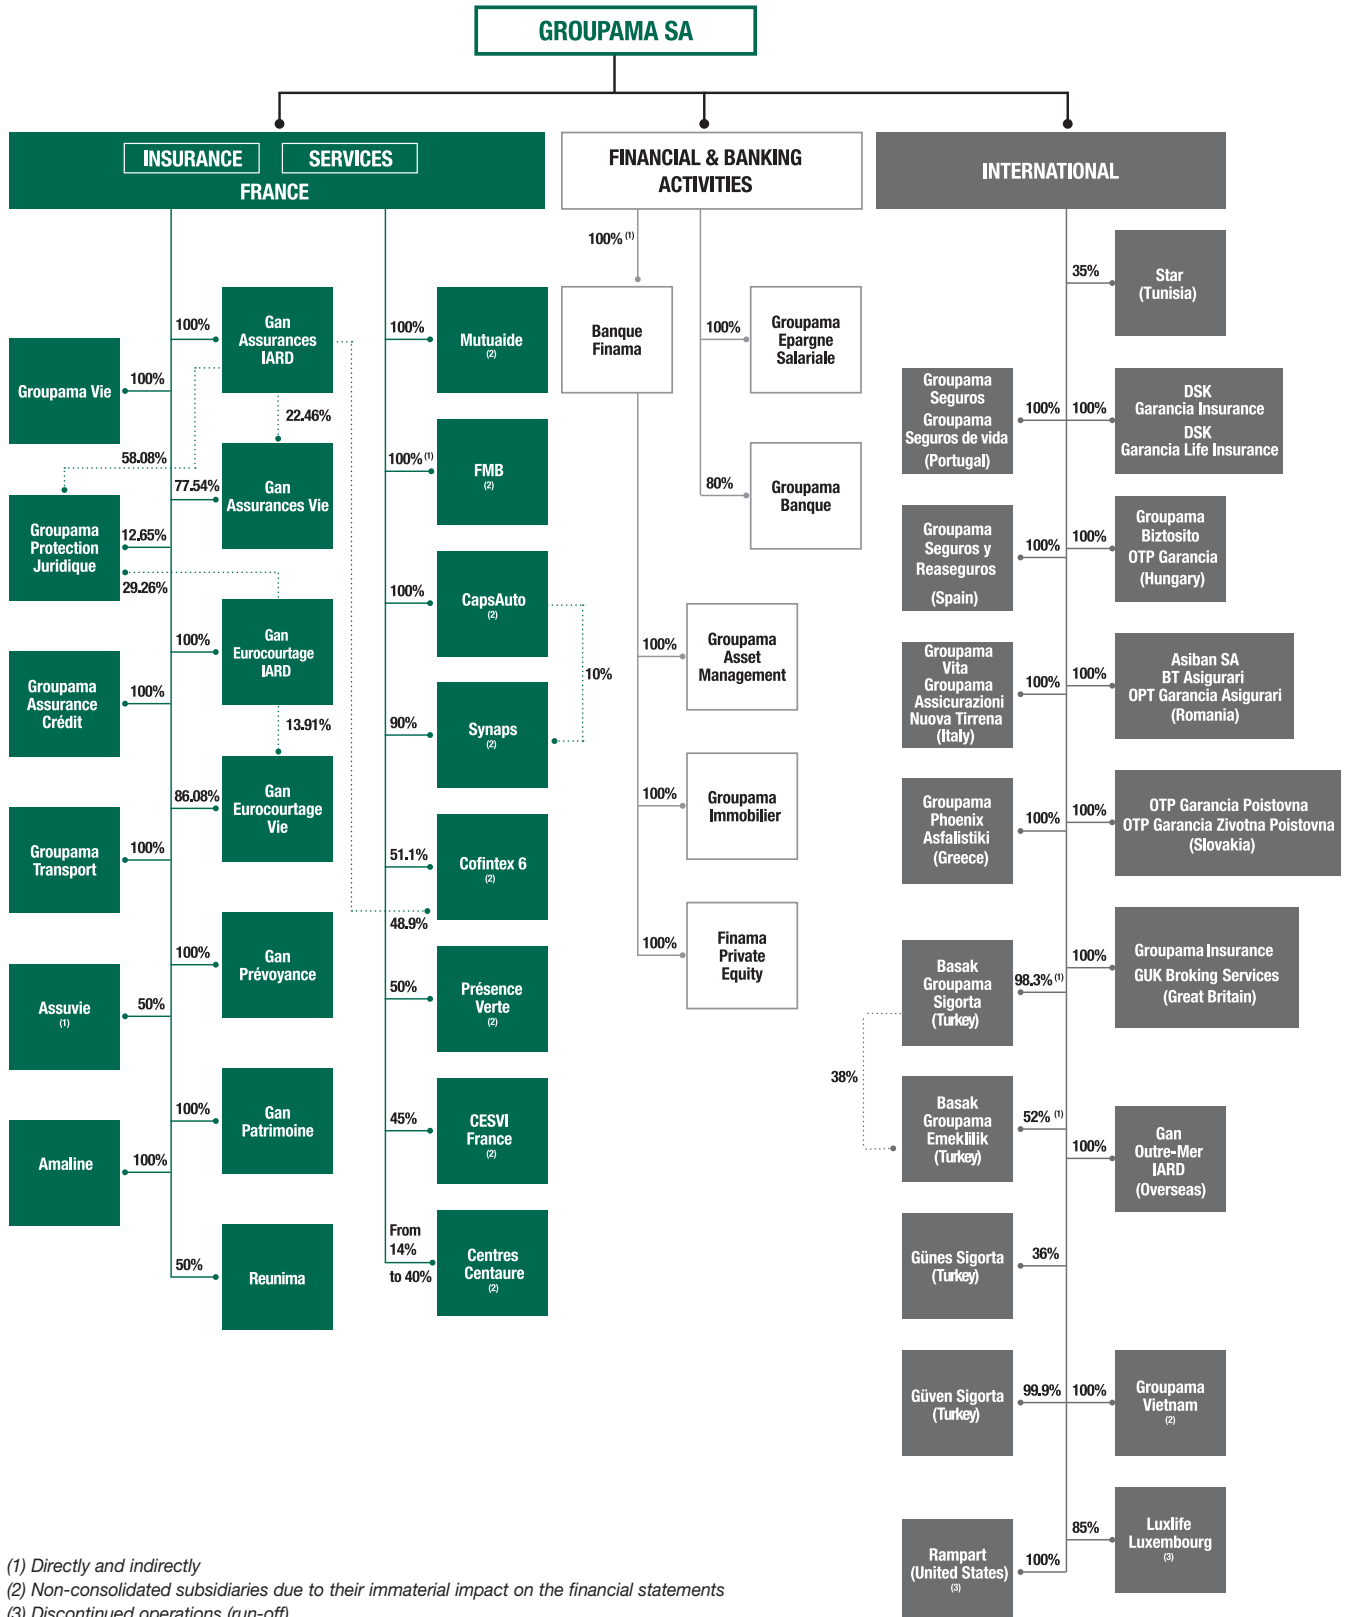 GROUPAMA SA
INSURANCE
SERVICES
FRANCE
100%
Gan
Assurances
IARD
Groupama Vie
100%
22.46%
58.08%
77.54%
Gan
Assurances Vie
Groupama
Protection
Juridique
12.65%
29.26%
100%
Gan
Eurocourtage
IARD
Groupama
Assurance
Crédit
100%
13.91%
86.08%
Gan
Eurocourtage
Vie
Groupama
Transport
100%
100%
Gan
Prévoyance
Assuvie
(1)
50%
100%
Gan
Patrimoine
Amaline
100%
50%
Reunima
100%
Mutuaide
(2)
100% (1)
FMB
(2)
100%
CapsAuto
(2)
10%
90%
Synaps
(2)
51.1%
Cofintex 6
(2)
48.9%
50%
Présence
Verte
(2)
45%
CESVI
France
(2)
From
14%
to 40%
Centres
Centaure
(2)
FINANCIAL & BANKING
ACTIVITIES
100% (1)
Banque
Finama
100%
Groupama
Epargne
Salariale
80%
Groupama
Banque
100%
Groupama
Asset
Management
100%
Groupama
Immobilier
100%
Finama
Private
Equity
INTERNATIONAL
35%
Star
(Tunisia)
Groupama
Seguros
Groupama
Seguros de vida
(Portugal)
100%
100%
DSK
Garancia Insurance
DSK
Garancia Life Insurance
Groupama
Seguros y
Reaseguros
(Spain)
100%
100%
Groupama
Biztosito
OTP Garancia
(Hungary)
Groupama
Vita
Groupama
Assicurazioni
Nuova Tirrena
(Italy)
100%
100%
Asiban SA
BT Asigurari
OPT Garancia Asigurari
(Romania)
Groupama
Phoenix
Asfalistiki
(Greece)
100%
100%
OTP Garancia Poistovna
OTP Garancia Zivotna Poistovna
(Slovakia)
Basak
Groupama
Sigorta
(Turkey)
98.3% (1)
100%
Groupama Insurance
GUK Broking Services
(Great Britain)
38%
Basak
Groupama
Emeklilik
(Turkey)
52% (1)
100%
Gan
Outre-Mer
IARD
(Overseas)
Günes Sigorta
(Turkey)
36%
Güven Sigorta
(Turkey)
99.9%
100%
Groupama
Vietnam
(2)
Rampart
(United States)
(3)
100%
85%
Luxlife
Luxembourg
(3)
(1) Directly and indirectly
(2) Non-consolidated subsidiaries due to their immaterial impact on the financial statements
(3) Discontinued operations (run-off)